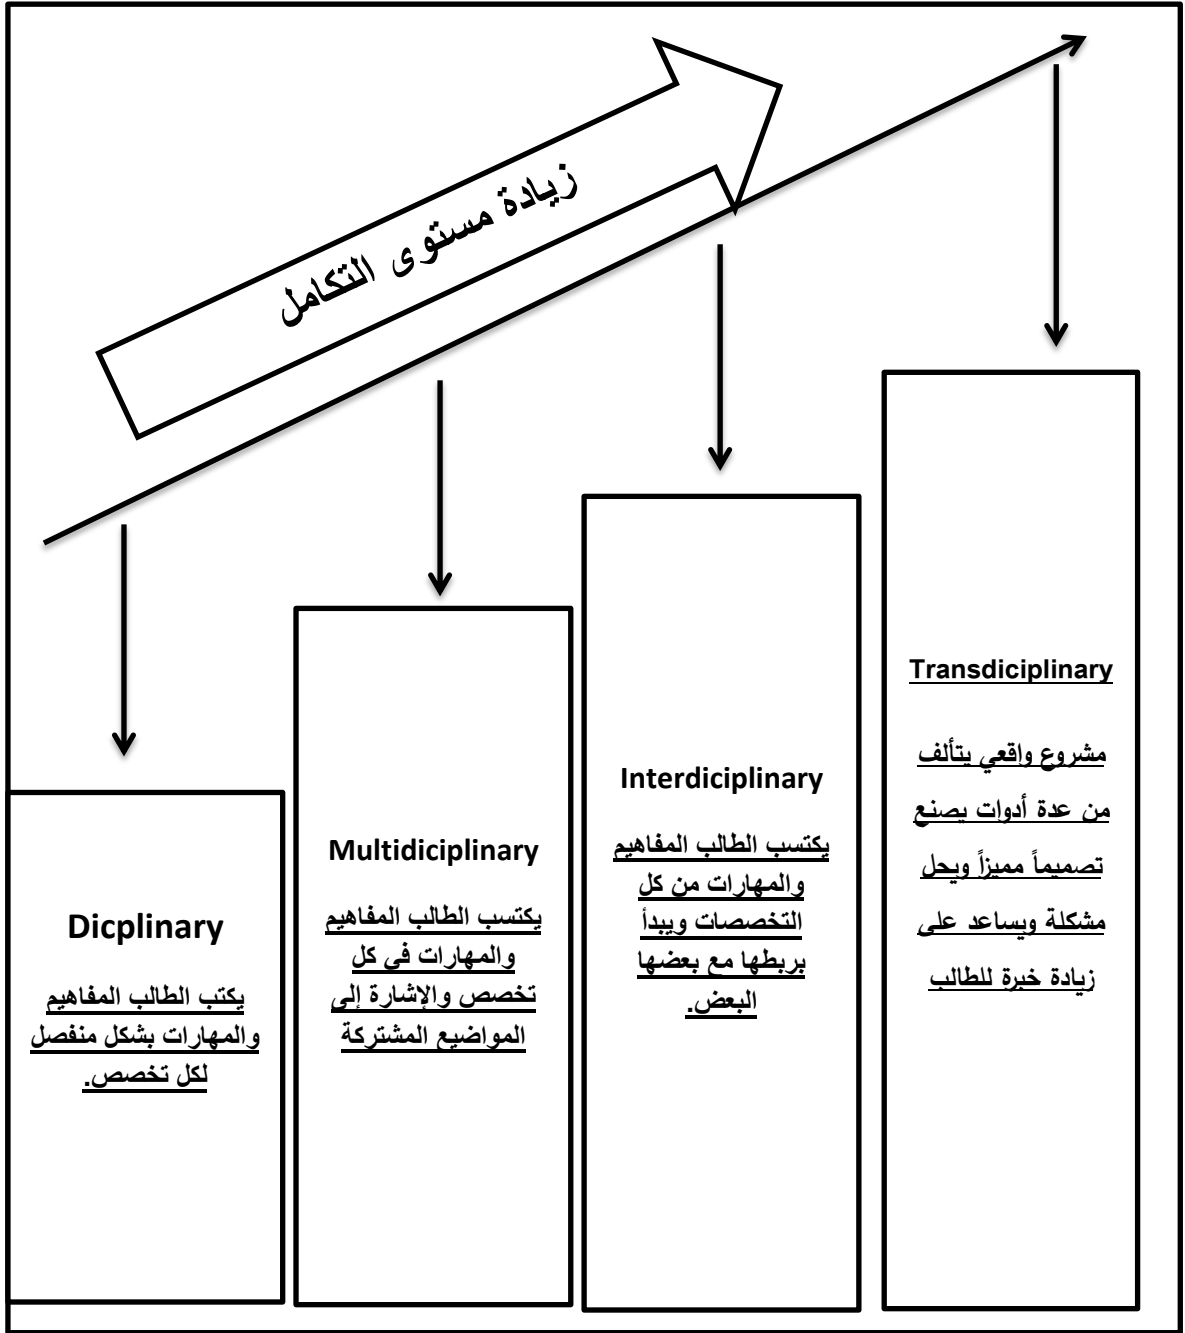 زيادة مستوى التكامل
Dicplinary
يكتب الطالب المفاهيم
والمهارات بشكل منفصل
لكل تخصص.
Multidiciplinary
يكتسب الطالب المفاهيم
والمهارات في كل
تخصص والإشارة إلى
المواضيع المشتركة
Interdiciplinary
يكتسب الطالب المفاهيم
والمهارات من كل
التخصصات ويبدأ
بربطها مع بعضها
البعض.
Transdiciplinary
مشروع واقعي يتألف
من عدة أدوات يصنع
تصميماً مميزاً ويحل
مشكلة ويساعد على
زيادة خبرة للطالب